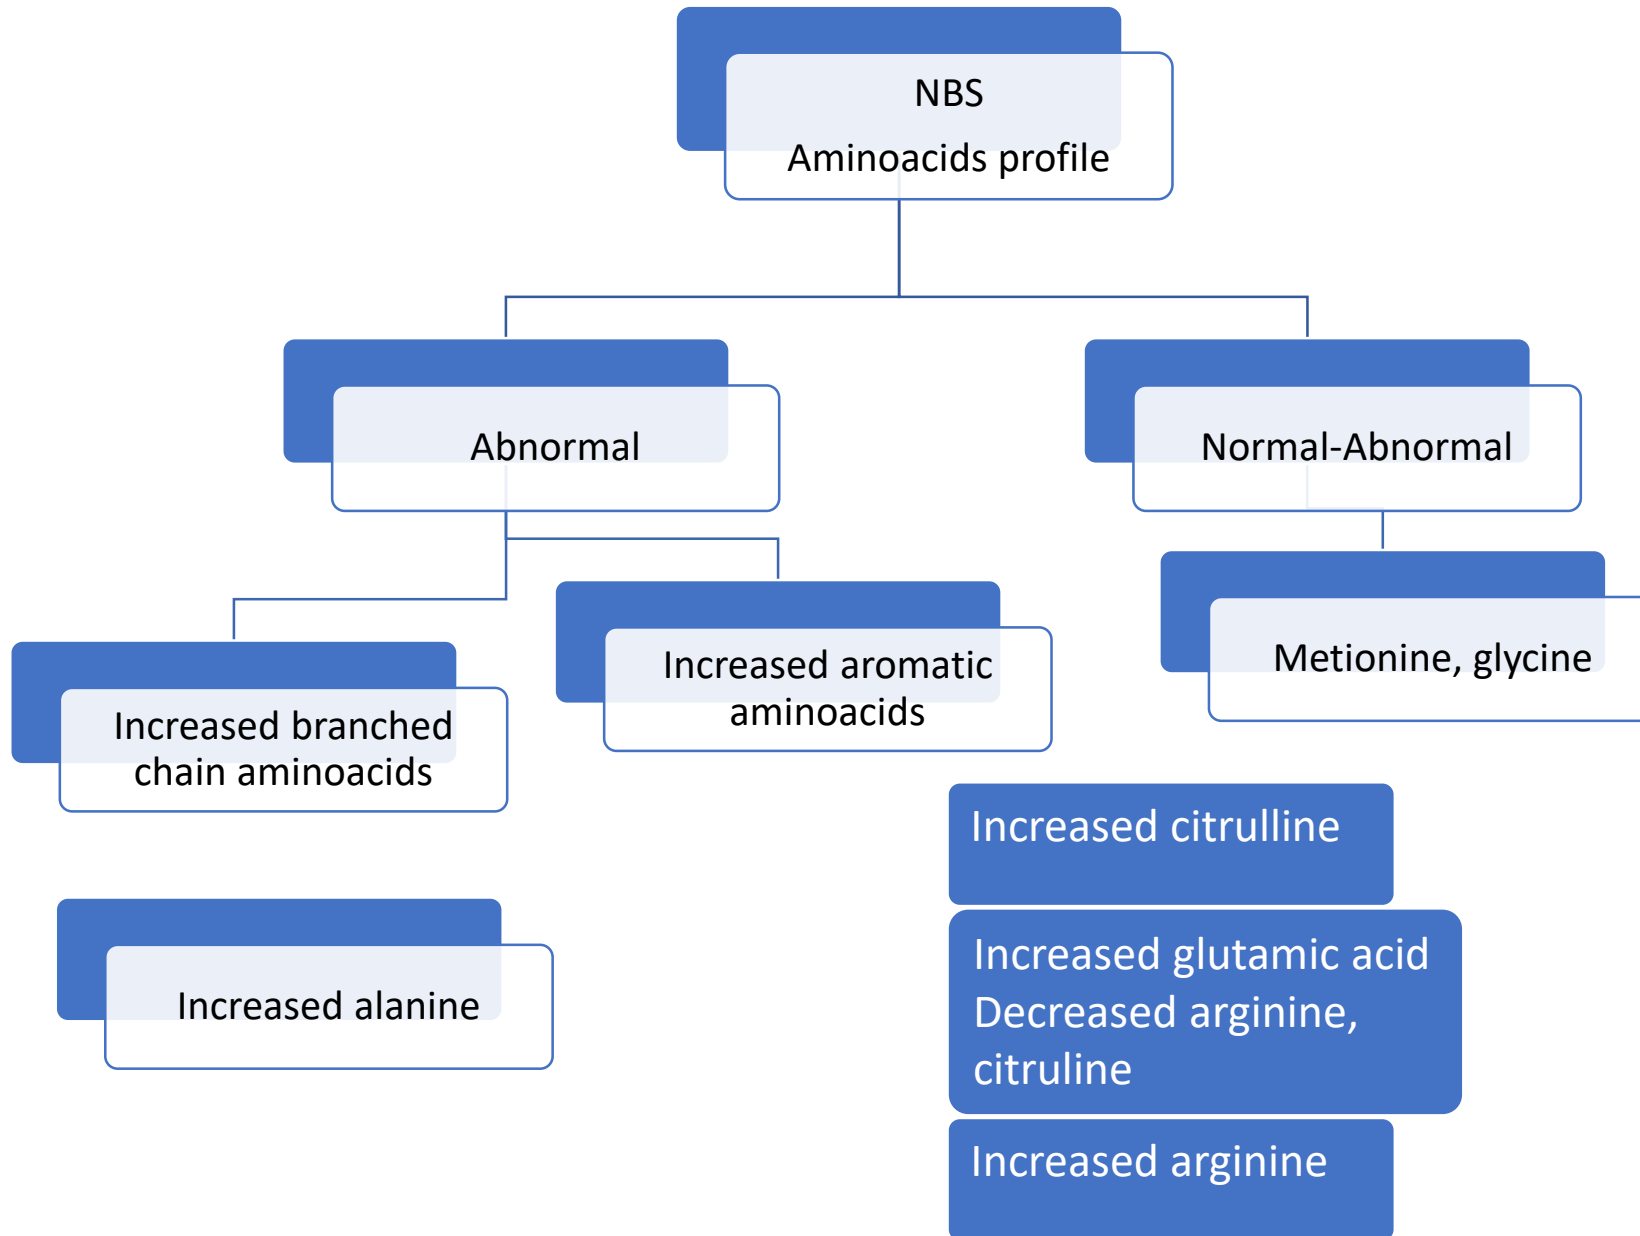 NBS
Aminoacids profile
Abnormal
Normal-Abnormal
Increased branched
chain aminoacids
Increased aromatic
aminoacids
Metionine, glycine
Increased alanine
Increased citrulline
Increased glutamic acid
Decreased arginine,
citruline
Increased arginine